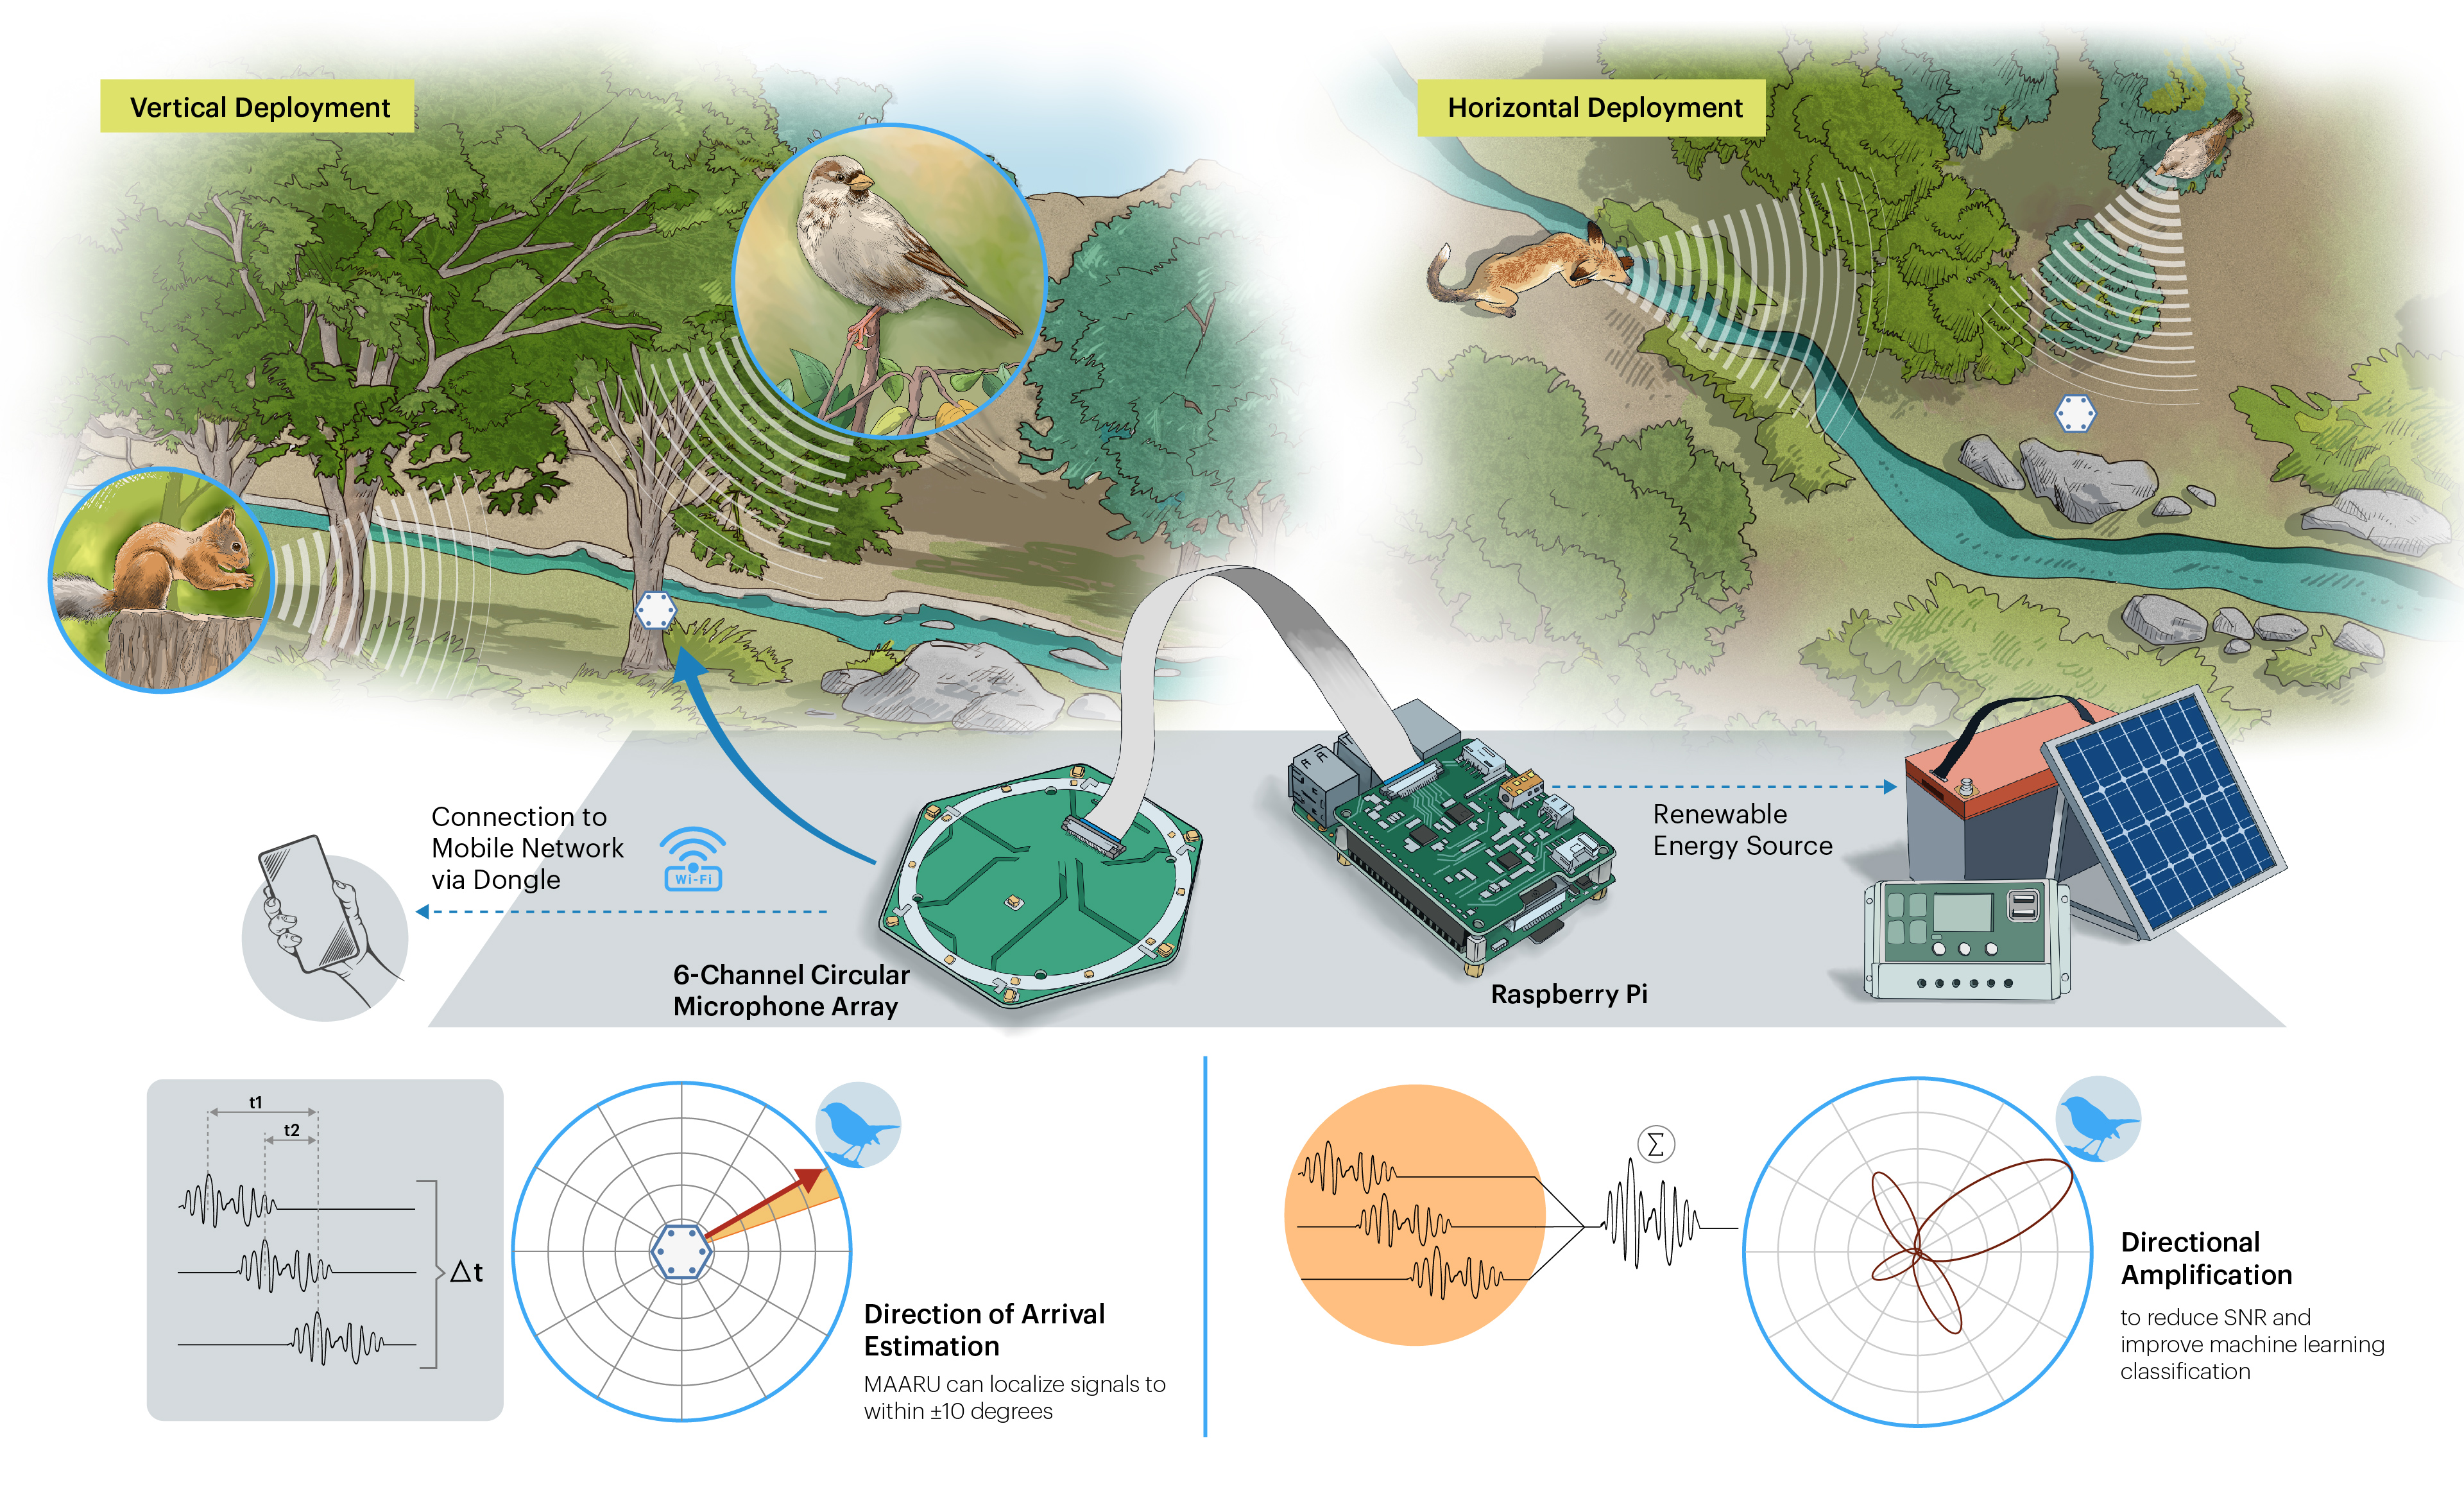 Vertical Deployment
Horizontal Deployment
Connection to
Mobile Network
via Dongle
Wi-Fi
Renewable
Energy Source
6-Channel Circular
Microphone Array
Raspberry Pi
t1
t2
Δt
Direction of Arrival
Estimation
MAARU can localize signals to
within ±10 degrees
Σ
Directional
Amplification
to reduce SNR and
improve machine learning
classification